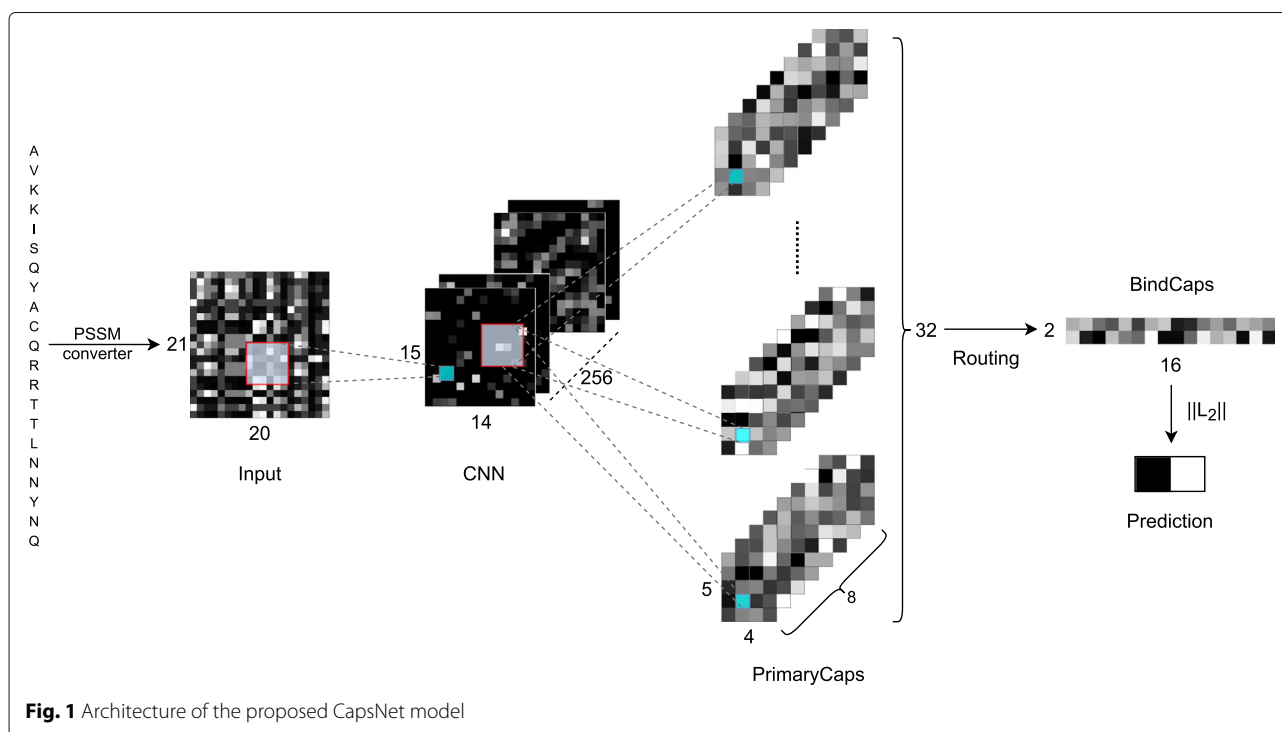 A
V
K
K
I
S
Q
Y
A
C
Q
R
R
T
T
L
N
N
Y
N
Q
PSSM
converter
21
20
Input
15
14
256
CNN
5
4
8
PrimaryCaps
32
Routing
BindCaps
2
16
||L₂||
Prediction
Fig. 1 Architecture of the proposed CapsNet model